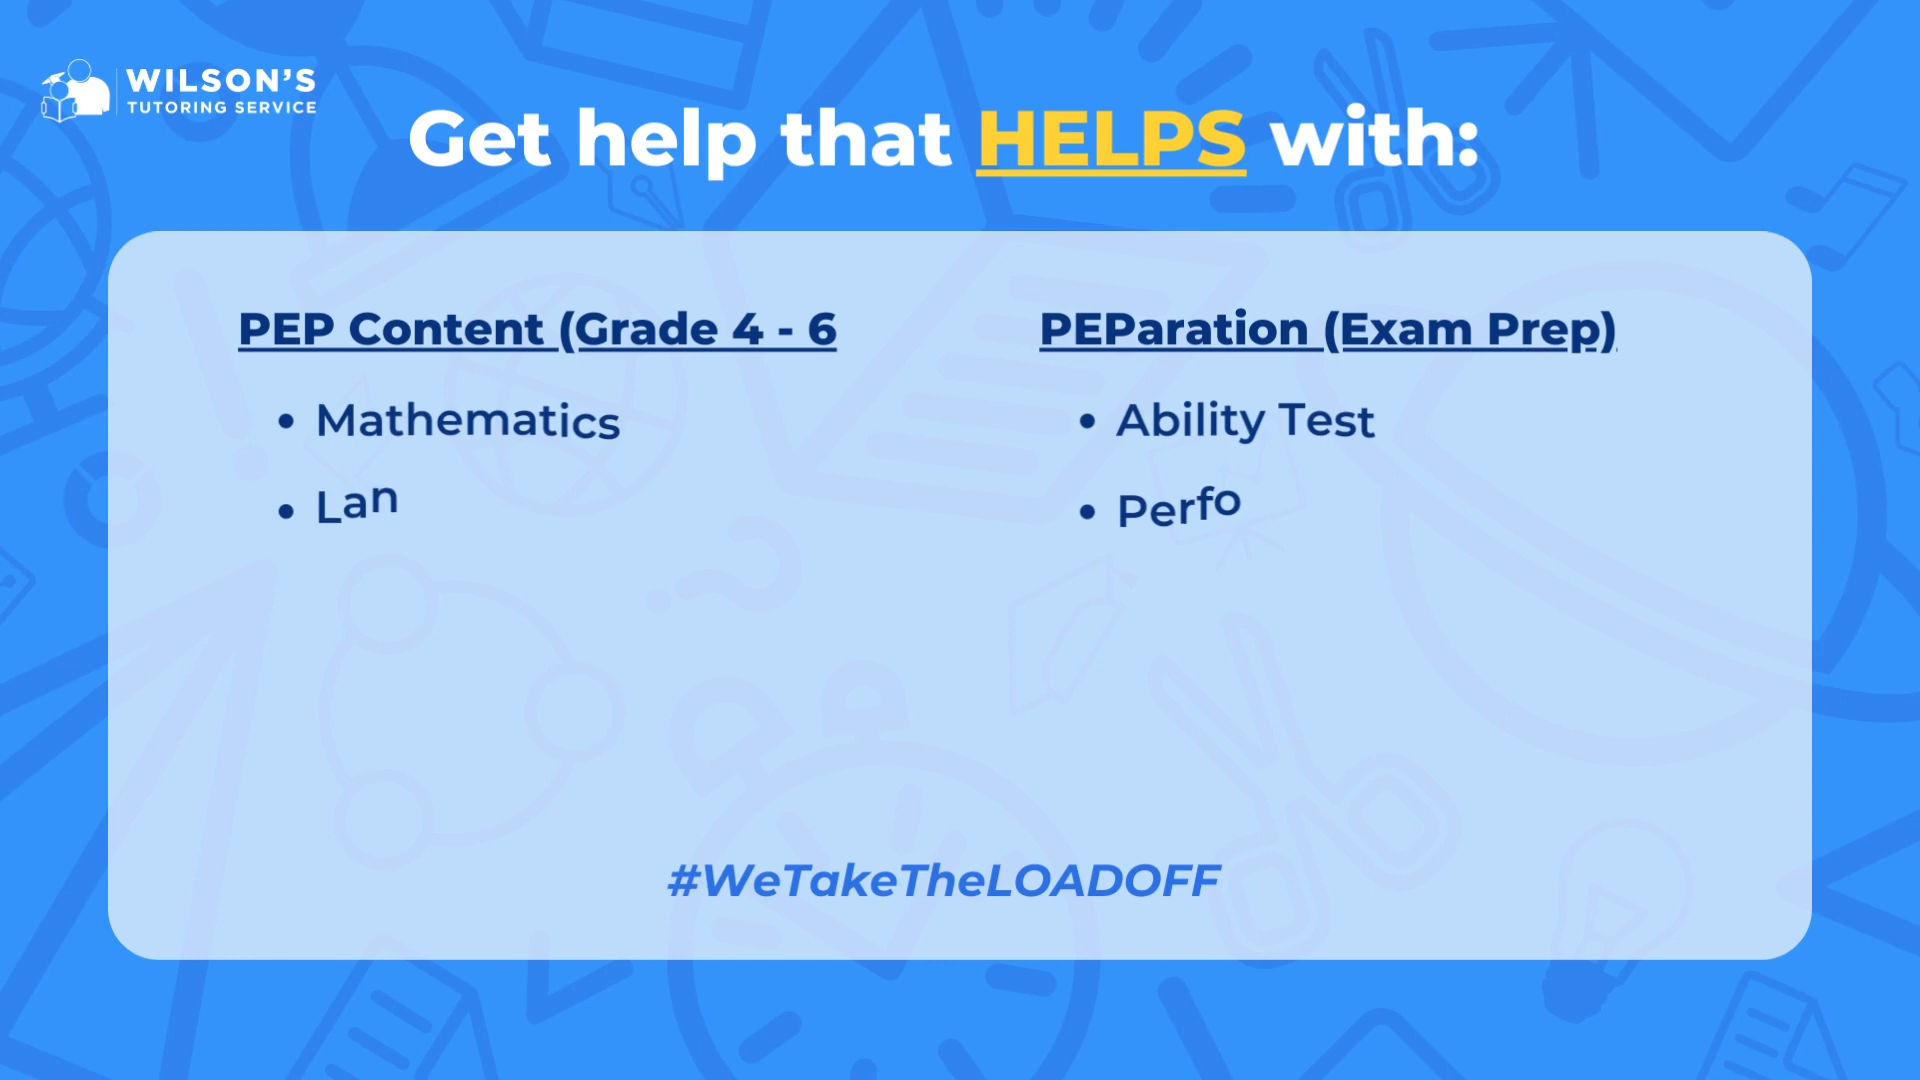 WILSON'S
TUTORING SERVICE
Get help that HELPS with:
PEP Content (Grade 4 - 6
• Mathematics
• Lan
PEParation (Exam Prep)
• Ability Test
• Perfo
#WeTakeTheLOADOFF